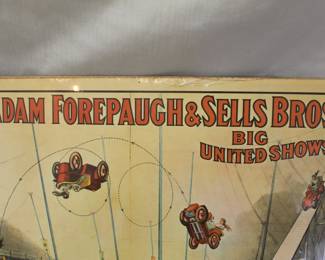 ADAM FOREPAUGH & SELLS BROS
BIG
UNITED SHOWS